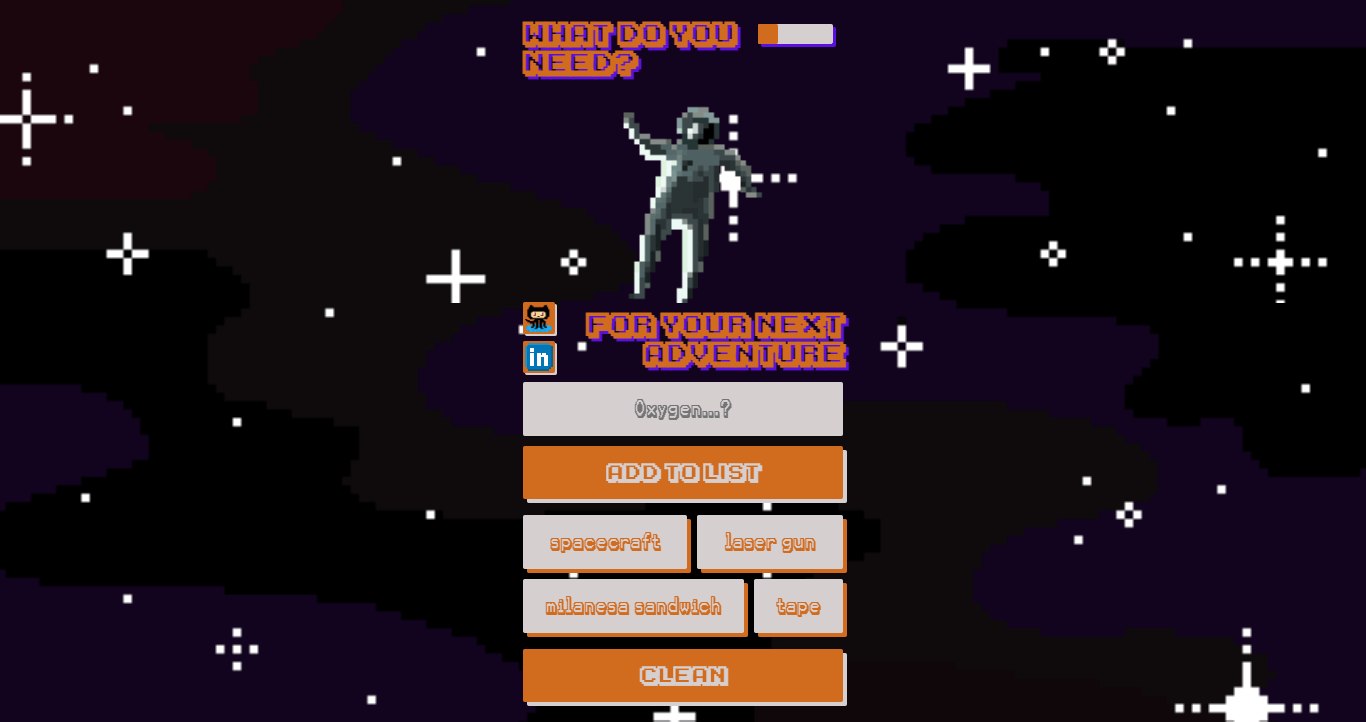 WHAT DO YOU
NEED?
in
FOR YOUR NEXT
ADVENTURE
Oxygen...?
ADD TO LIST
spacecraft
laser gun
milanesa sandwich
tape
CLEAN